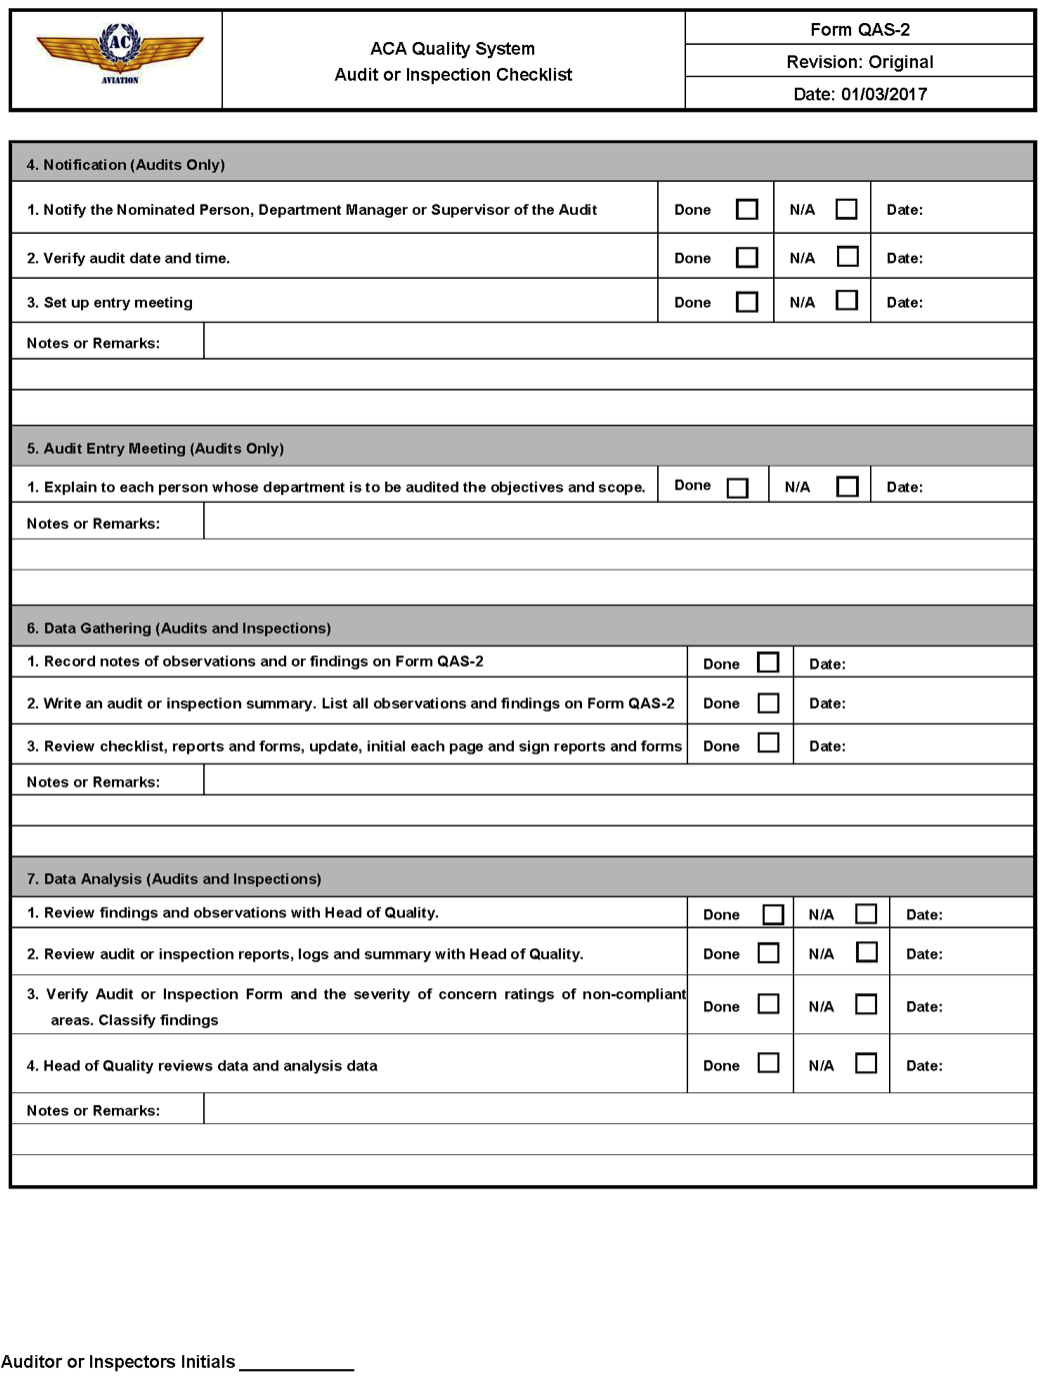 AC
AVIATION
ACA Quality System
Audit or Inspection Checklist
Form QAS-2
Revision: Original
Date: 01/03/2017
4. Notification (Audits Only)
1. Notify the Nominated Person, Department Manager or Supervisor of the Audit Done N/A Date:
2. Verify audit date and time. Done N/A Date:
3. Set up entry meeting Done N/A Date:
Notes or Remarks:
5. Audit Entry Meeting (Audits Only)
1. Explain to each person whose department is to be audited the objectives and scope. Done N/A Date:
Notes or Remarks:
6. Data Gathering (Audits and Inspections)
1. Record notes of observations and or findings on Form QAS-2 Done Date:
2. Write an audit or inspection summary. List all observations and findings on Form QAS-2 Done Date:
3. Review checklist, reports and forms, update, initial each page and sign reports and forms Done Date:
Notes or Remarks:
7. Data Analysis (Audits and Inspections)
1. Review findings and observations with Head of Quality. Done N/A Date:
2. Review audit or inspection reports, logs and summary with Head of Quality. Done N/A Date:
3. Verify Audit or Inspection Form and the severity of concern ratings of non-compliant
areas. Classify findings Done N/A Date:
4. Head of Quality reviews data and analysis data Done N/A Date:
Notes or Remarks:
Auditor or Inspectors Initials ____________